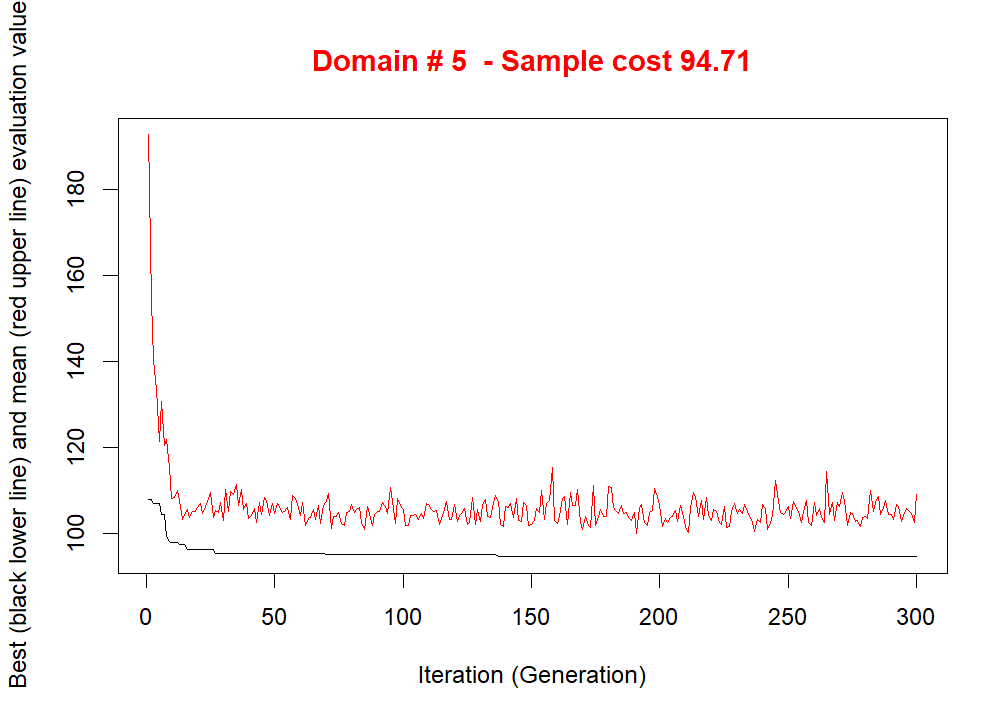 Domain # 5  - Sample cost 94.71
Best (black lower line) and mean (red upper line) evaluation value
180
160
140
120
100
0 50 100 150 200 250 300
Iteration (Generation)